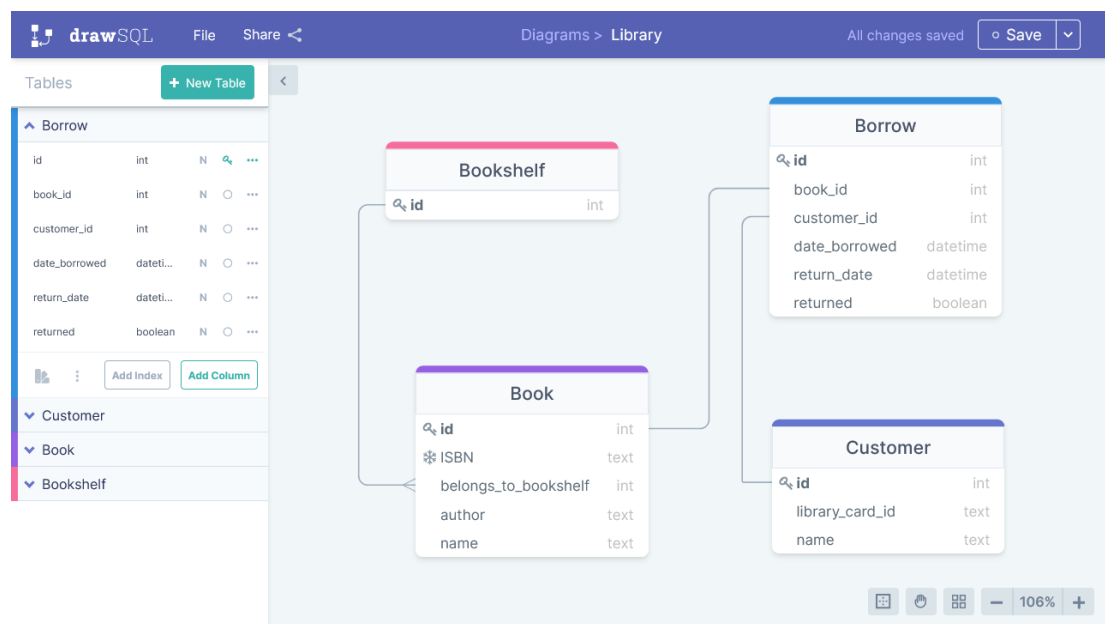 drawSQL File Share Diagrams > Library All changes saved Save
Tables + New Table
Borrow
id int N
book_id int N
customer_id int N
date_borrowed dateti... N
return_date dateti... N
returned boolean N
Add Index Add Column
Customer
Book
Bookshelf
Bookshelf
id int
Borrow
id int
book_id int
customer_id int
date_borrowed datetime
return_date datetime
returned boolean
Book
id int
ISBN text
belongs_to_bookshelf int
author text
name text
Customer
id int
library_card_id text
name text
106%